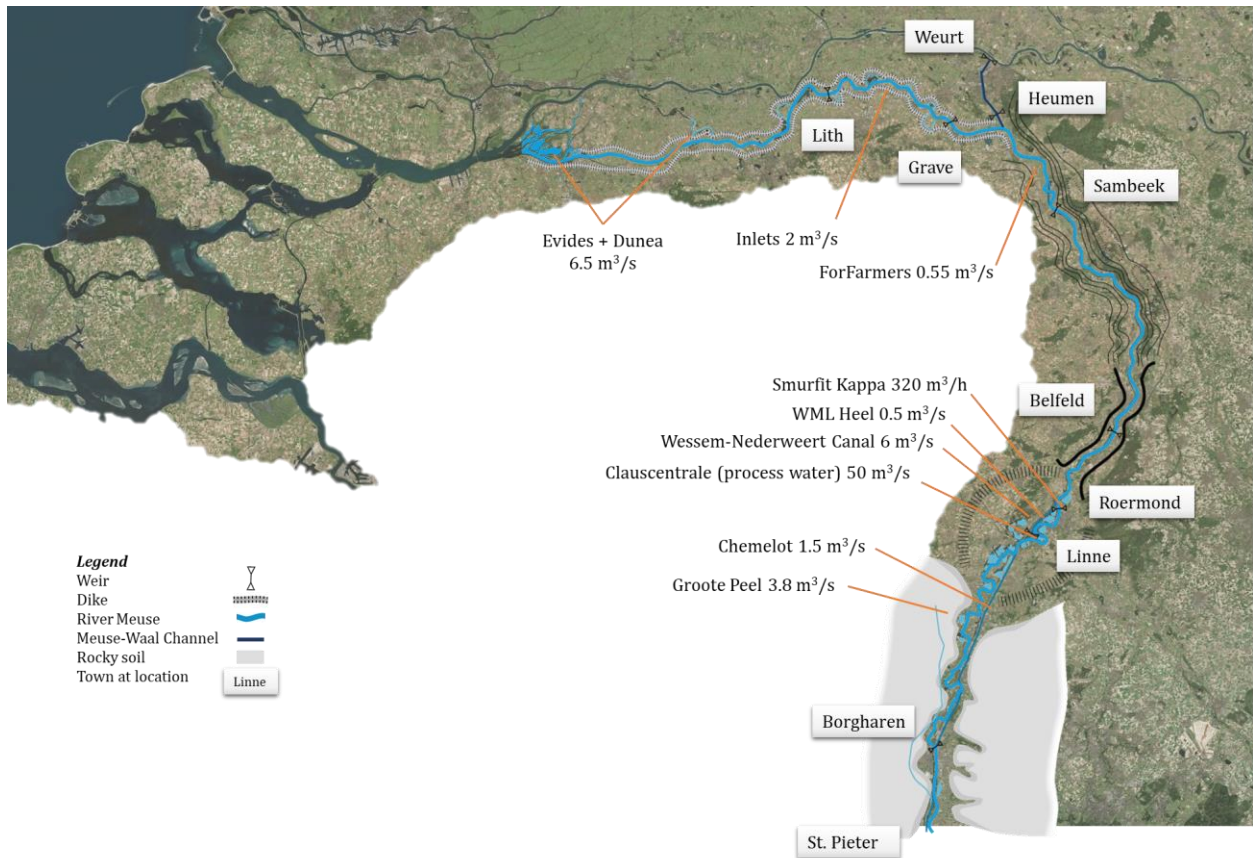 Weurt
Heumen
Lith
Grave
Sambeek
Evides + Dunea
6.5 m³/s
Inlets 2 m³/s
ForFarmers 0.55 m³/s
Smurfit Kappa 320 m³/h
Belfeld
WML Heel 0.5 m³/s
Wessem-Nederweert Canal 6 m³/s
Clauscentrale (process water) 50 m³/s
Roermond
Chemelot 1.5 m³/s
Linne
Groote Peel 3.8 m³/s
Legend
Weir
Dike
River Meuse
Meuse-Waal Channel
Rocky soil
Town at location
Linne
Borgharen
St. Pieter